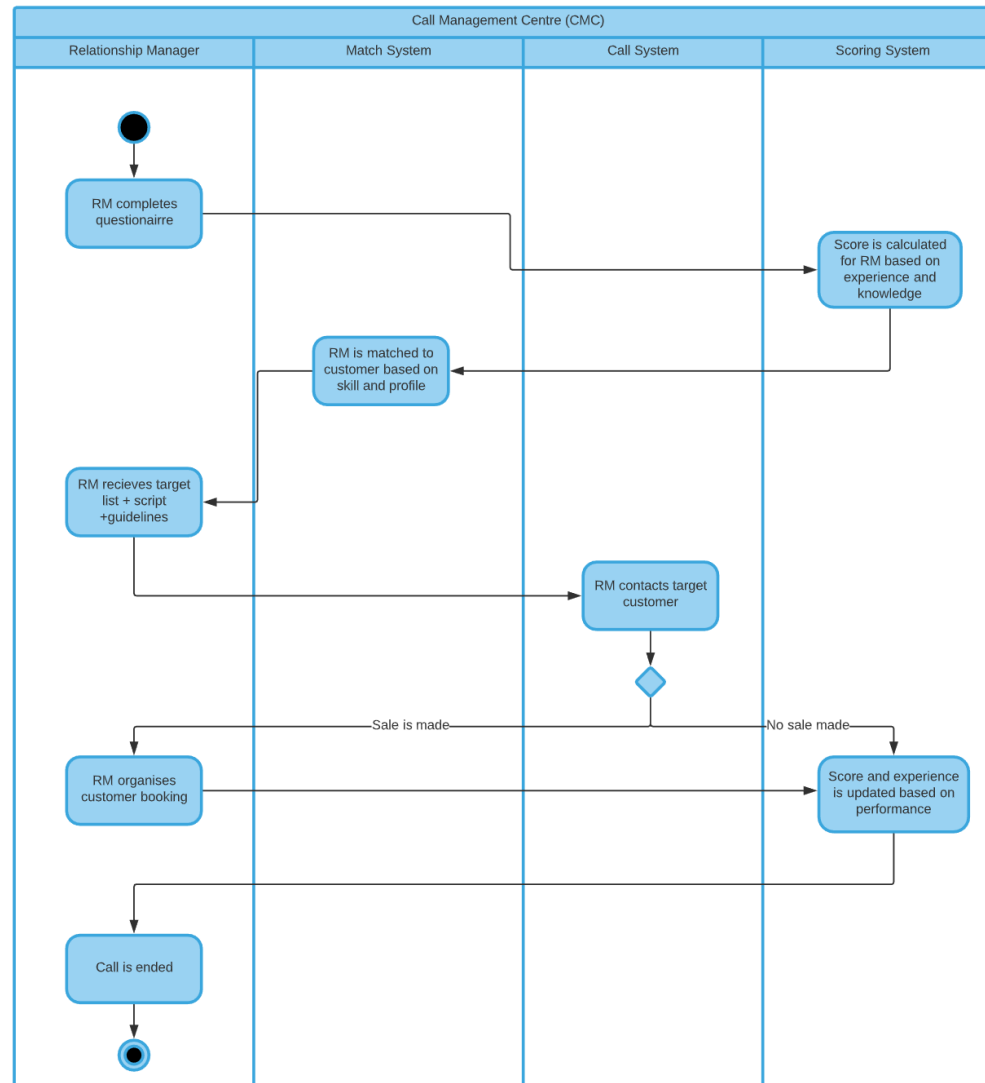 Call Management Centre (CMC)
Relationship Manager
Match System
Call System
Scoring System
RM completes
questionairre
Score is calculated
for RM based on
experience and
knowledge
RM is matched to
customer based on
skill and profile
RM recieves target
list + script
+guidelines
RM contacts target
customer
Sale is made
No sale made
RM organises
customer booking
Score and experience
is updated based on
performance
Call is ended